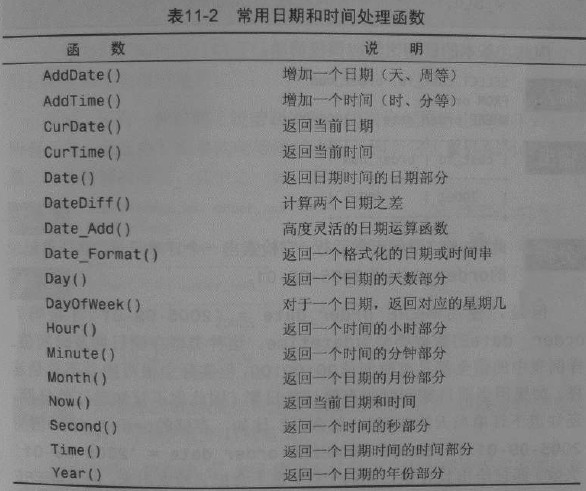 表11-2 常用日期和时间处理函数
函 数 说 明
AddDate() 增加一个日期（天、周等）
AddTime() 增加一个时间（时、分等）
CurDate() 返回当前日期
CurTime() 返回当前时间
Date() 返回日期时间的日期部分
DateDiff() 计算两个日期之差
Date_Add() 高度灵活的日期运算函数
Date_Format() 返回一个格式化的日期或时间串
Day() 返回一个日期的天数部分
DayOfWeek() 对于一个日期，返回对应的星期几
Hour() 返回一个时间的小时部分
Minute() 返回一个时间的分钟部分
Month() 返回一个日期的月份部分
Now() 返回当前日期和时间
Second() 返回一个时间的秒部分
Time() 返回一个日期时间的时间部分
Year() 返回一个日期的年份部分